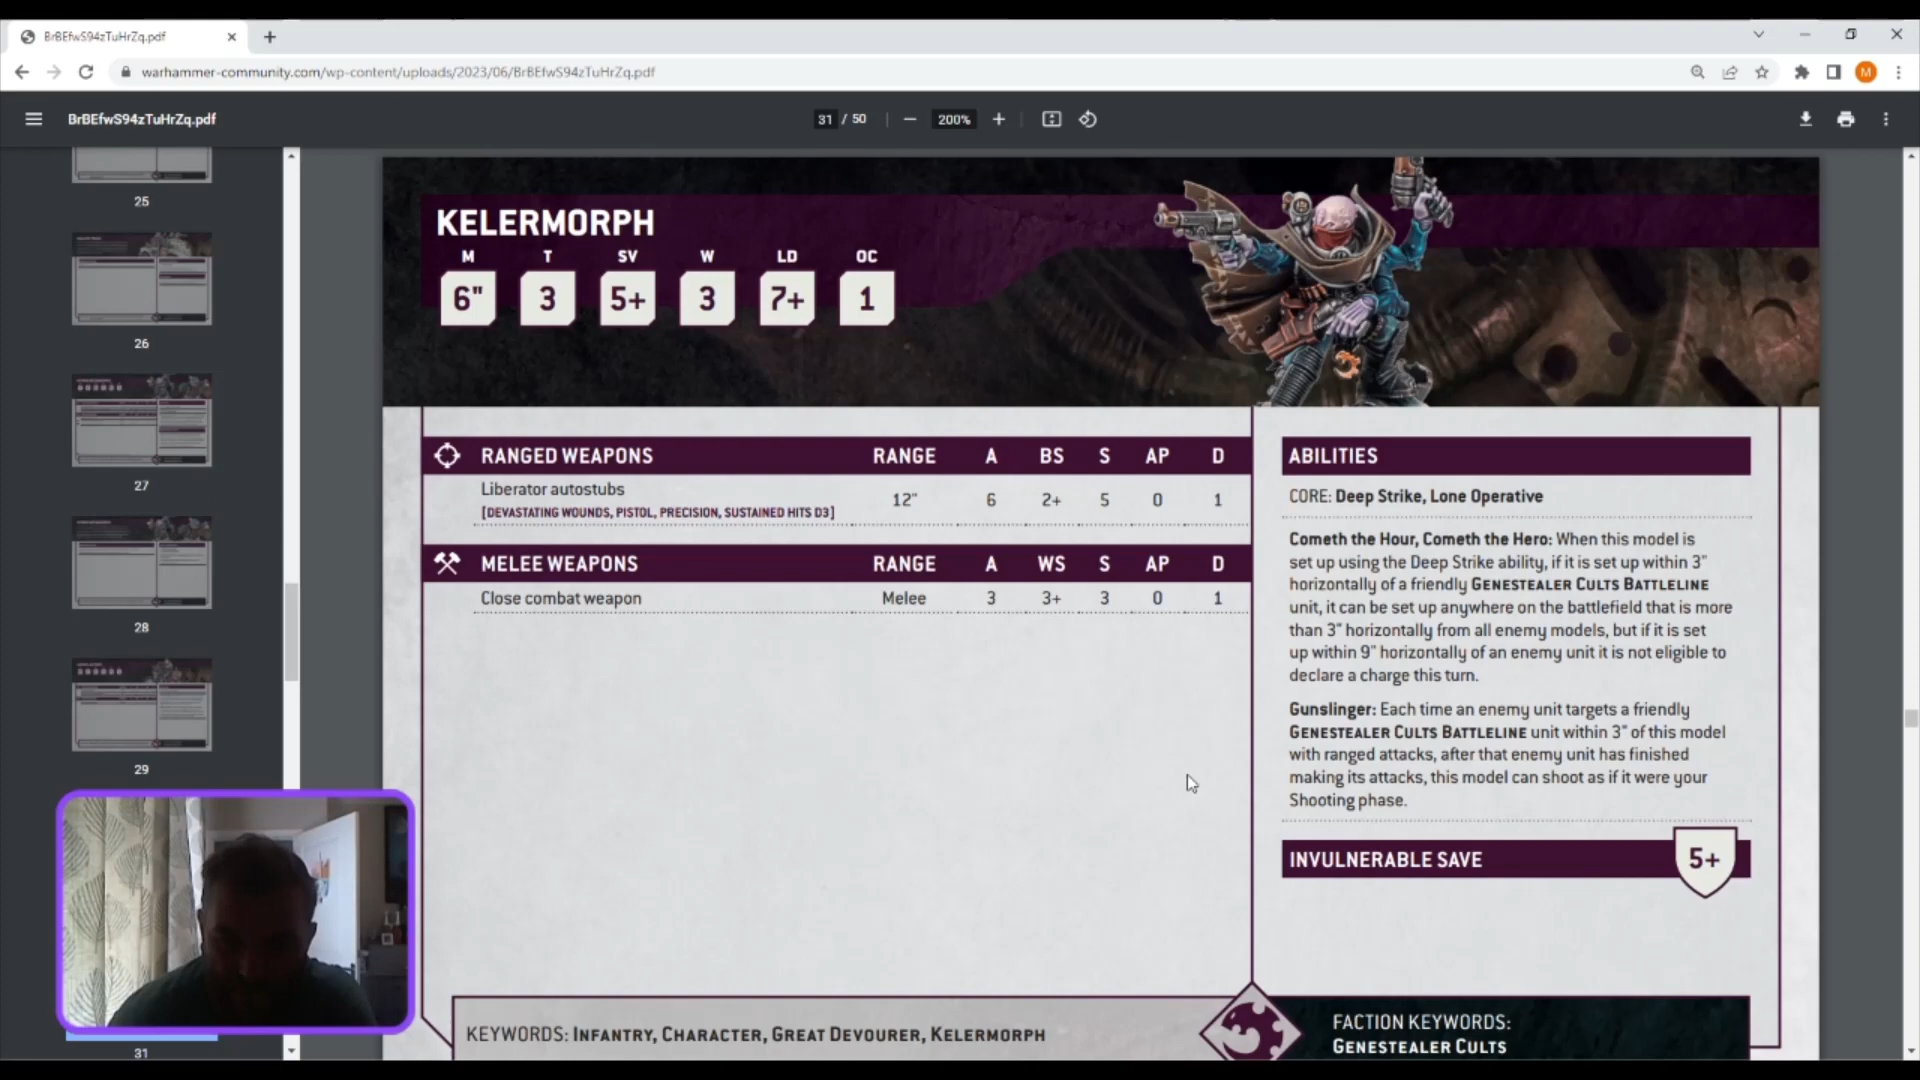 BrBEfwS94zTuHrZq.pdf
warhammer-community.com/wp-content/uploads/2023/06/BrBEfwS94zTuHrZq.pdf
M
BrBEfwS94zTuHrZq.pdf
31 / 50
200%
25
26
27
28
29
31
KELERMORPH
M T SV W LD OC
6" 3 5+ 3 7+ 1
RANGED WEAPONS RANGE A BS S AP D
Liberator autostubs
[DEVASTATING WOUNDS, PISTOL, PRECISION, SUSTAINED HITS D3] 12" 6 2+ 5 0 1
MELEE WEAPONS RANGE A WS S AP D
Close combat weapon Melee 3 3+ 3 0 1
ABILITIES
CORE: Deep Strike, Lone Operative
Cometh the Hour, Cometh the Hero: When this model is
set up using the Deep Strike ability, if it is set up within 3"
horizontally of a friendly GENESTEALER CULTS BATTLELINE
unit, it can be set up anywhere on the battlefield that is more
than 3" horizontally from all enemy models, but if it is set
up within 9" horizontally of an enemy unit it is not eligible to
declare a charge this turn.
Gunslinger: Each time an enemy unit targets a friendly
GENESTEALER CULTS BATTLELINE unit within 3" of this model
with ranged attacks, after that enemy unit has finished
making its attacks, this model can shoot as if it were your
Shooting phase.
INVULNERABLE SAVE 5+
KEYWORDS: INFANTRY, CHARACTER, GREAT DEVOURER, KELERMORPH
FACTION KEYWORDS:
GENESTEALER CULTS